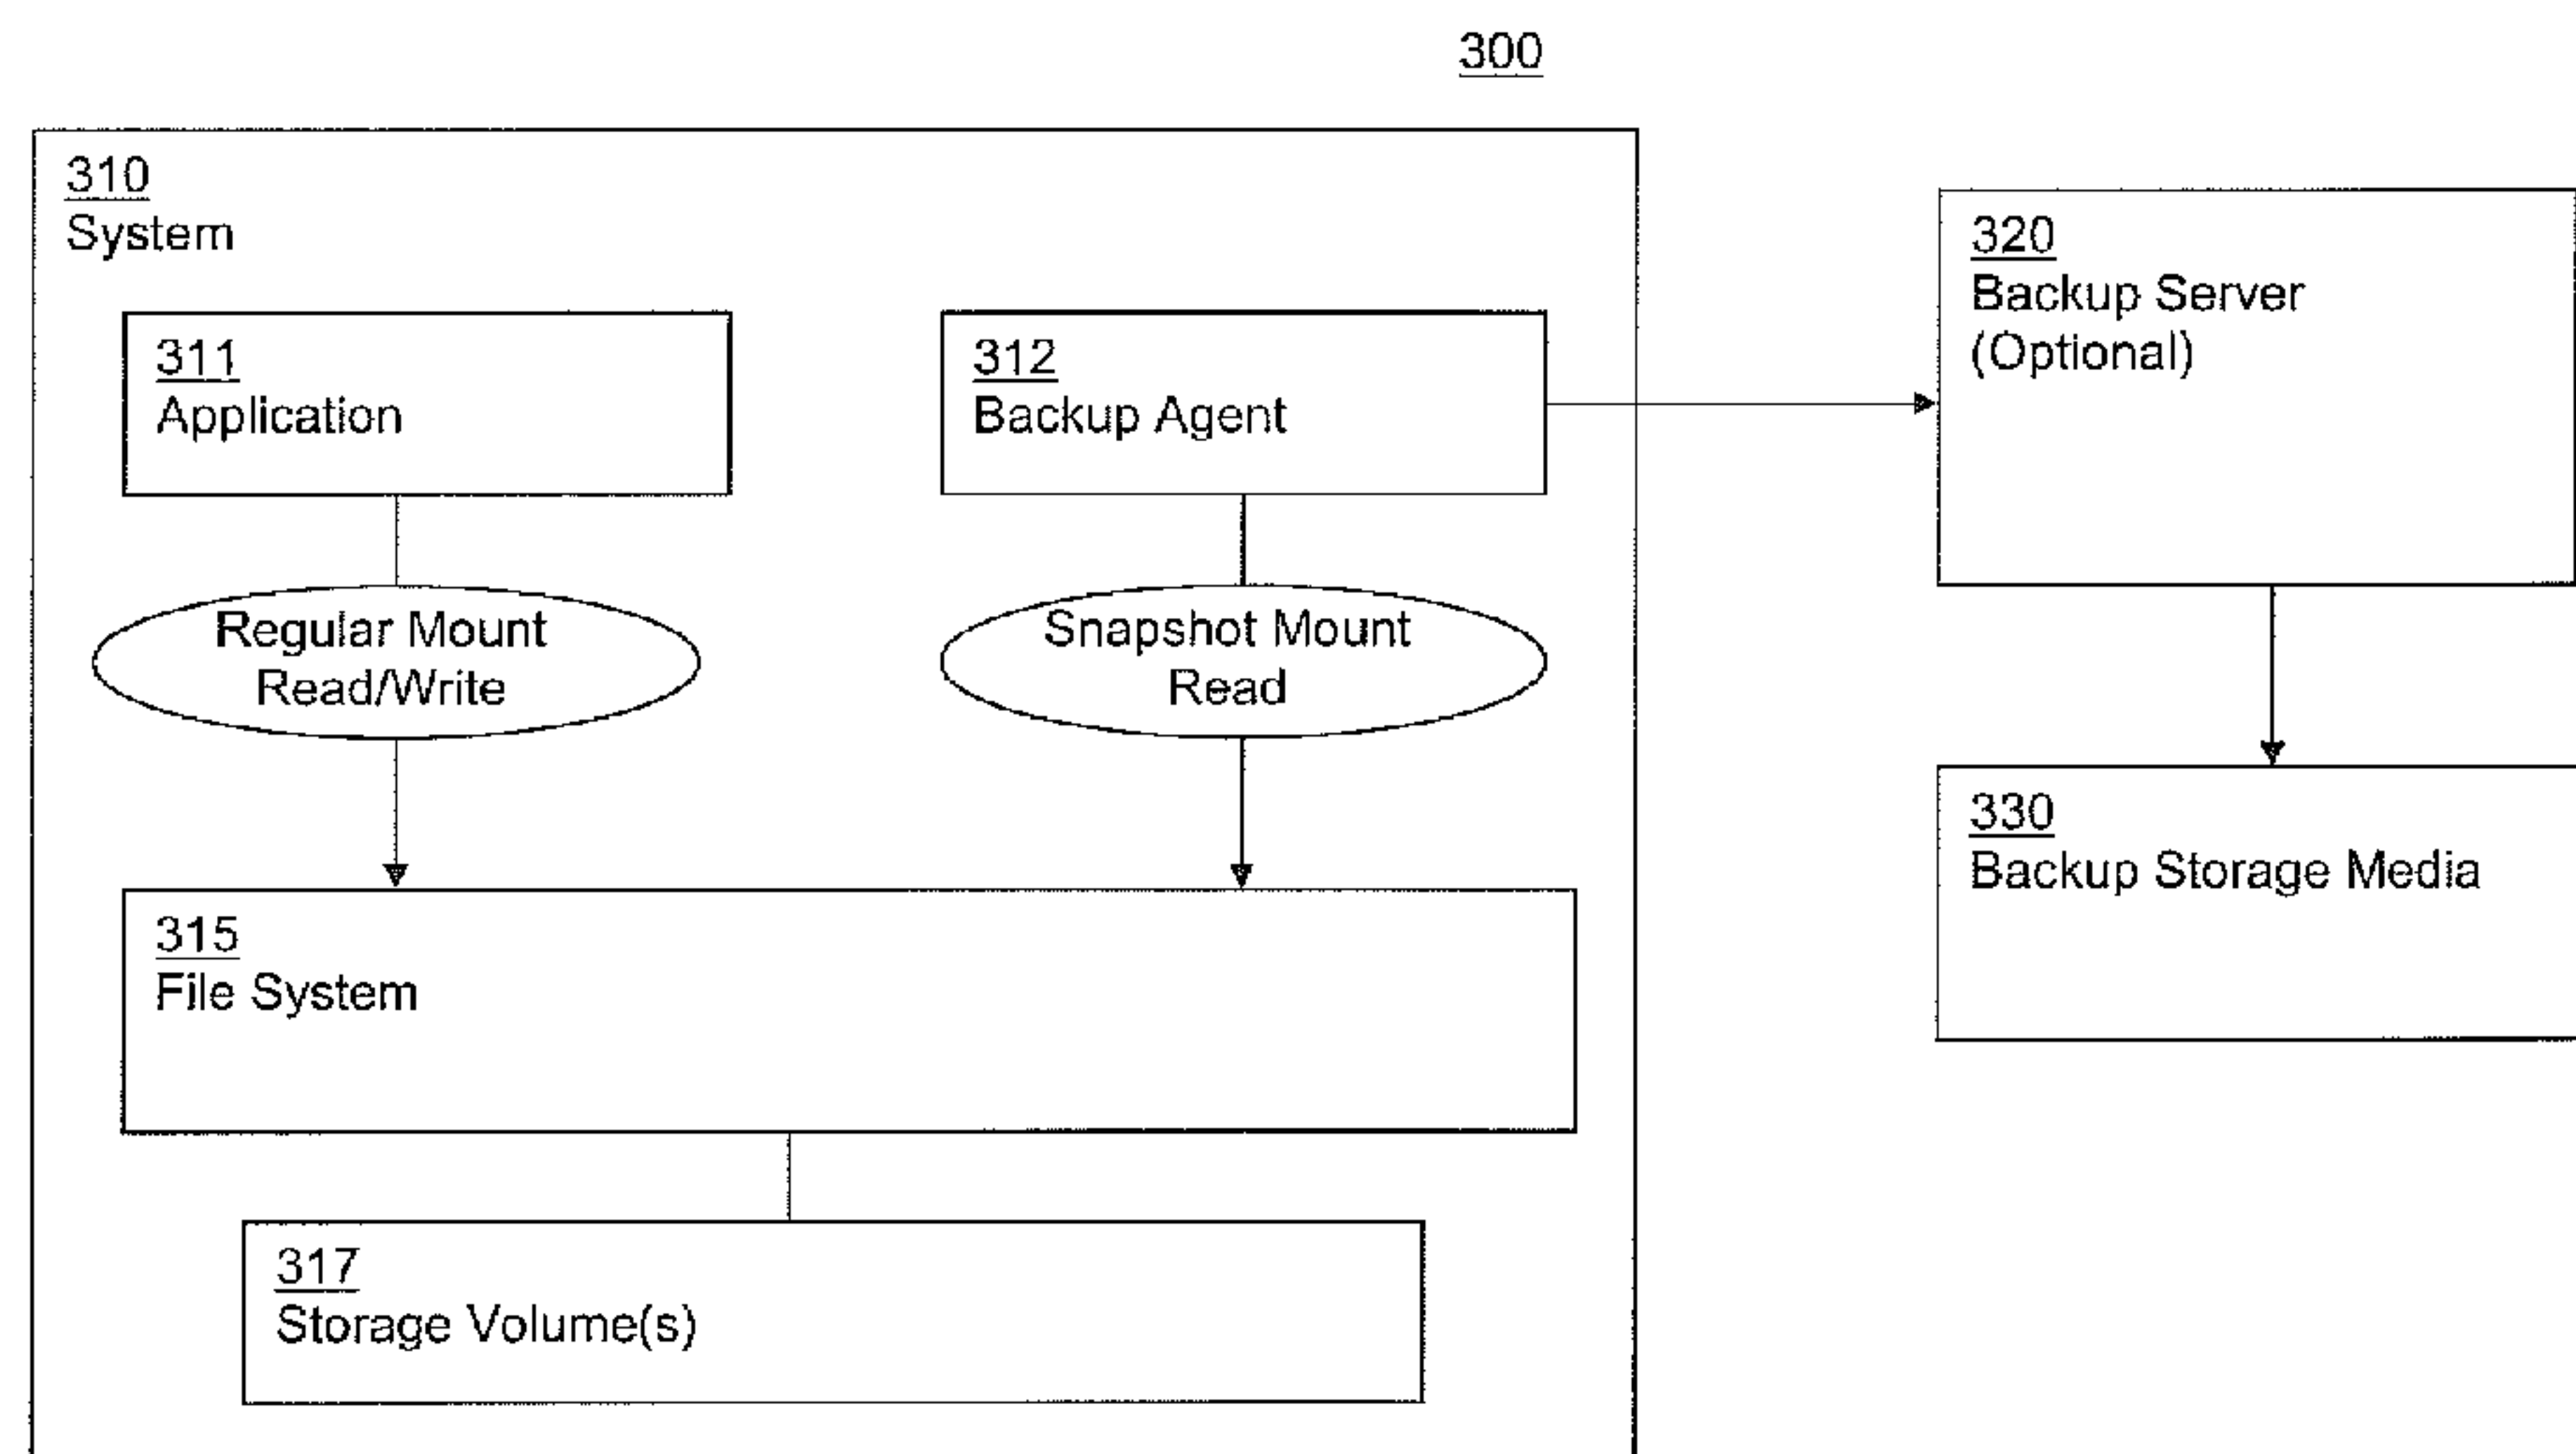 300
310
System
311
Application
312
Backup Agent
Regular Mount
Read/Write
Snapshot Mount
Read
315
File System
317
Storage Volume(s)
320
Backup Server
(Optional)
330
Backup Storage Media